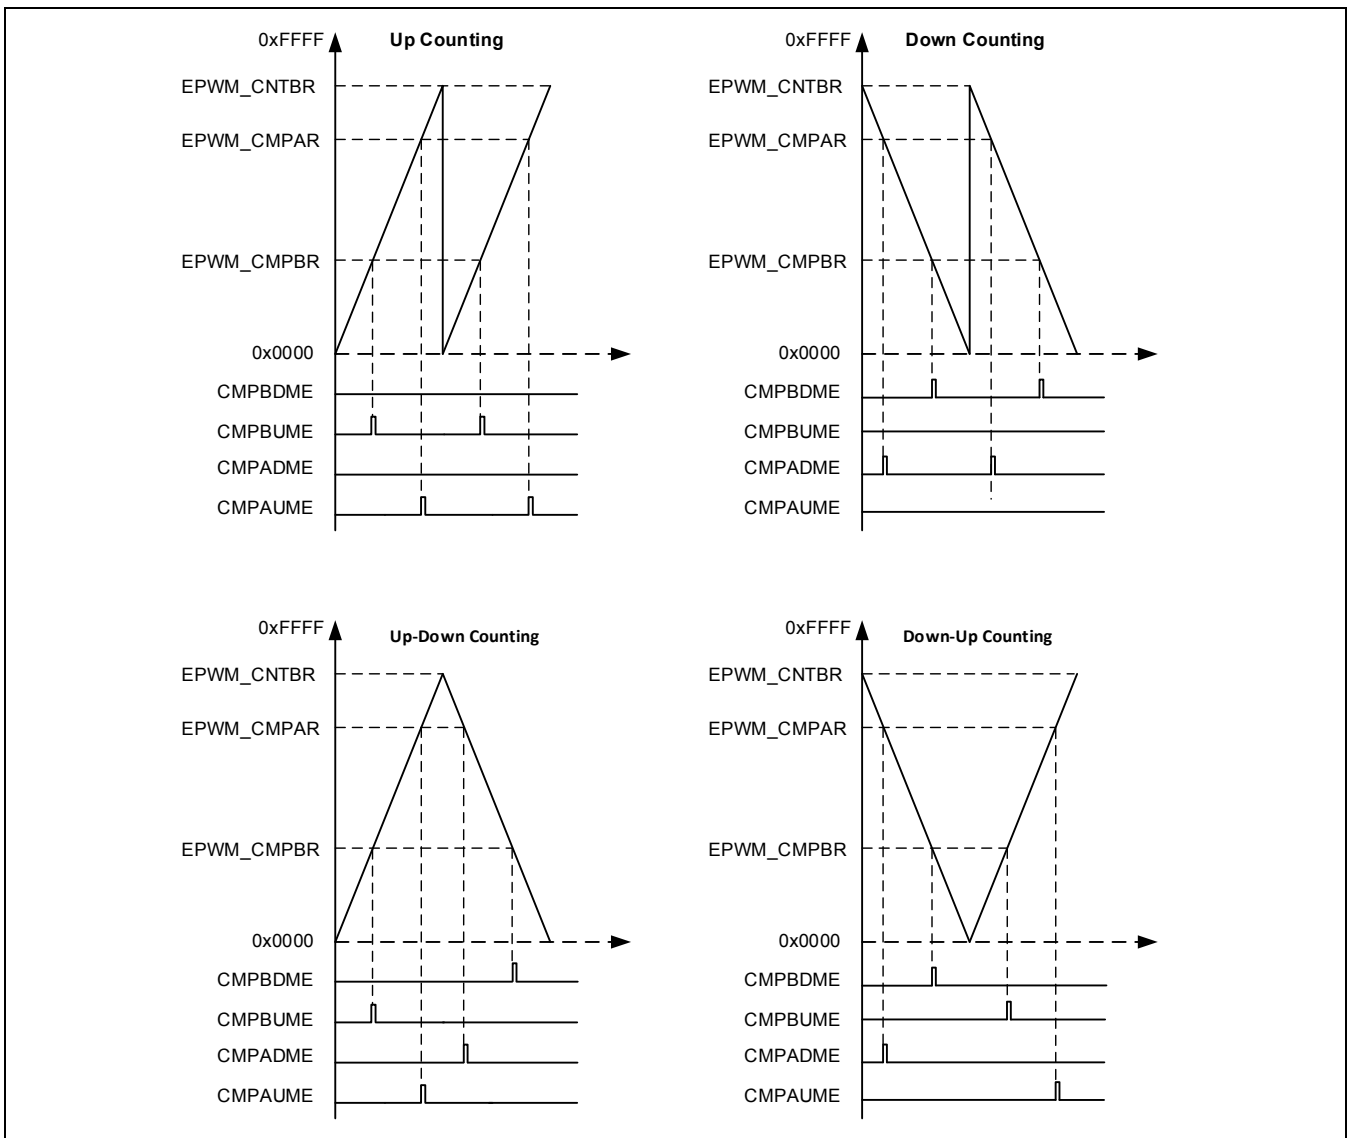 0xFFFF
Up Counting
EPWM_CNTBR
EPWM_CMPAR
EPWM_CMPBR
0x0000
CMPBDME
CMPBUME
CMPADME
CMPAUME
0xFFFF
Down Counting
EPWM_CNTBR
EPWM_CMPAR
EPWM_CMPBR
0x0000
CMPBDME
CMPBUME
CMPADME
CMPAUME
0xFFFF
Up-Down Counting
EPWM_CNTBR
EPWM_CMPAR
EPWM_CMPBR
0x0000
CMPBDME
CMPBUME
CMPADME
CMPAUME
0xFFFF
Down-Up Counting
EPWM_CNTBR
EPWM_CMPAR
EPWM_CMPBR
0x0000
CMPBDME
CMPBUME
CMPADME
CMPAUME